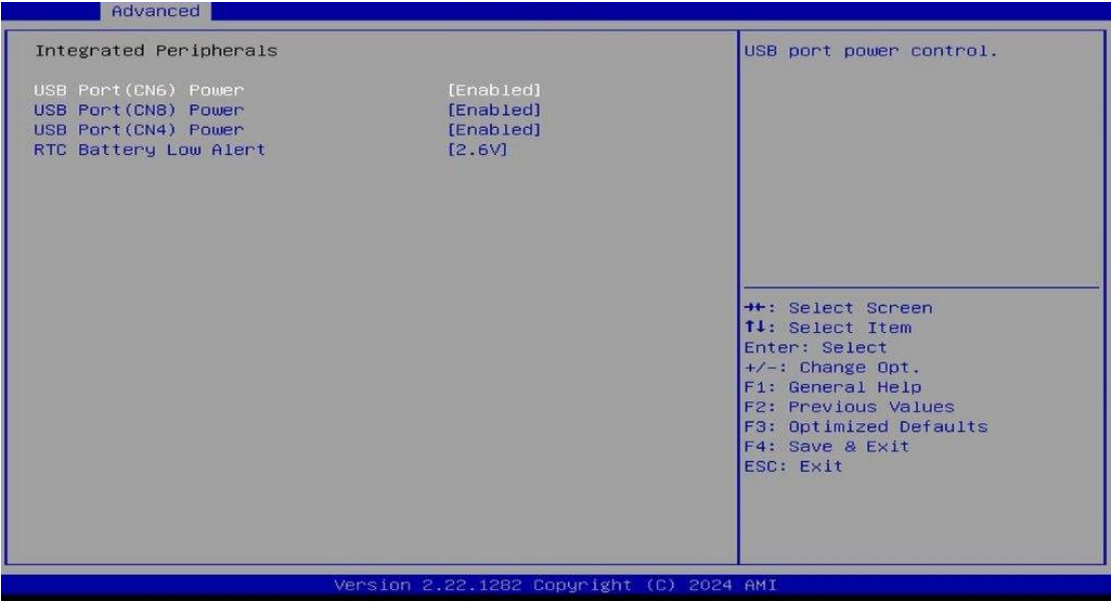 Advanced
Integrated Peripherals
USB Port(CN6) Power [Enabled]
USB Port(CN8) Power [Enabled]
USB Port(CN4) Power [Enabled]
RTC Battery Low Alert [2.6V]
USB port power control.
→←: Select Screen
↑↓: Select Item
Enter: Select
+/-: Change Opt.
F1: General Help
F2: Previous Values
F3: Optimized Defaults
F4: Save & Exit
ESC: Exit
Version 2.22.1282 Copyright (C) 2024 AMI